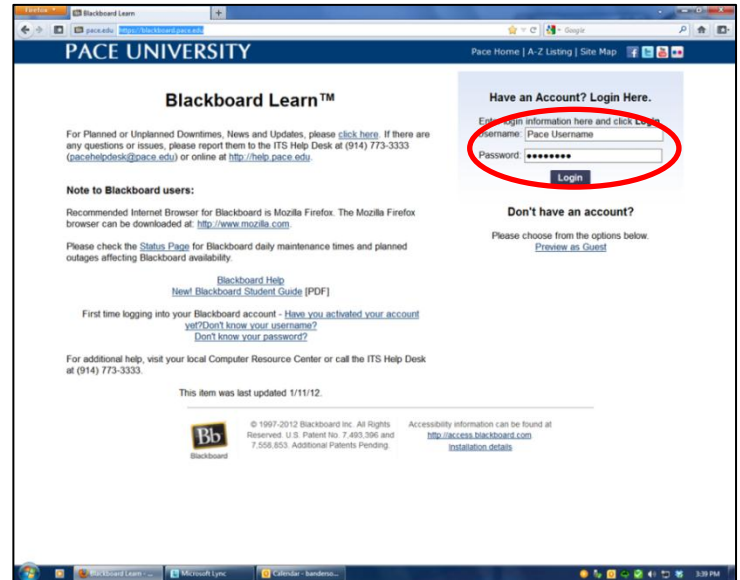 Firefox
Blackboard Learn
+
pace.edu https://blackboard.pace.edu
Google
PACE UNIVERSITY
Pace Home | A-Z Listing | Site Map
Blackboard Learn™
For Planned or Unplanned Downtimes, News and Updates, please click here. If there are
any questions or issues, please report them to the ITS Help Desk at (914) 773-3333
(pacehelpdesk@pace.edu) or online at http://help.pace.edu.
Note to Blackboard users:
Recommended Internet Browser for Blackboard is Mozilla Firefox. The Mozilla Firefox
browser can be downloaded at: http://www.mozilla.com.
Please check the Status Page for Blackboard daily maintenance times and planned
outages affecting Blackboard availability.
Blackboard Help
New! Blackboard Student Guide [PDF]
First time logging into your Blackboard account - Have you activated your account
yet?Don't know your username?
Don't know your password?
For additional help, visit your local Computer Resource Center or call the ITS Help Desk
at (914) 773-3333.
This item was last updated 1/11/12.
Have an Account? Login Here.
Enter login information here and click Login.
Username: Pace Username
Password: ●●●●●●●●
Login
Don't have an account?
Please choose from the options below.
Preview as Guest
Bb
Blackboard
© 1997-2012 Blackboard Inc. All Rights
Reserved. U.S. Patent No. 7,493,396 and
7,558,853. Additional Patents Pending.
Accessibility information can be found at
http://access.blackboard.com
Installation details
Blackboard Learn - ...
Microsoft Lync
Calendar - banderso...
3:39 PM